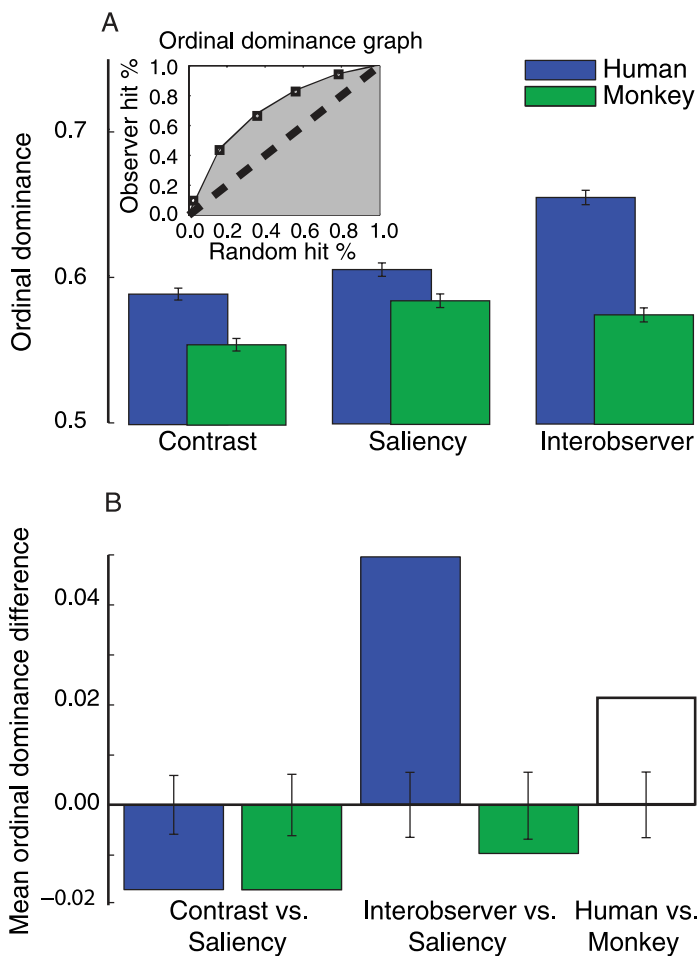 A
Ordinal dominance graph
Human
Monkey
Observer hit %
1.0
0.8
0.6
0.4
0.2
0.0
0.0 0.2 0.4 0.6 0.8 1.0
Random hit %
Ordinal dominance
0.7
0.6
0.5
Contrast
Saliency
Interobserver
B
Mean ordinal dominance difference
0.04
0.02
0.00
−0.02
Contrast vs.
Saliency
Interobserver vs.
Saliency
Human vs.
Monkey